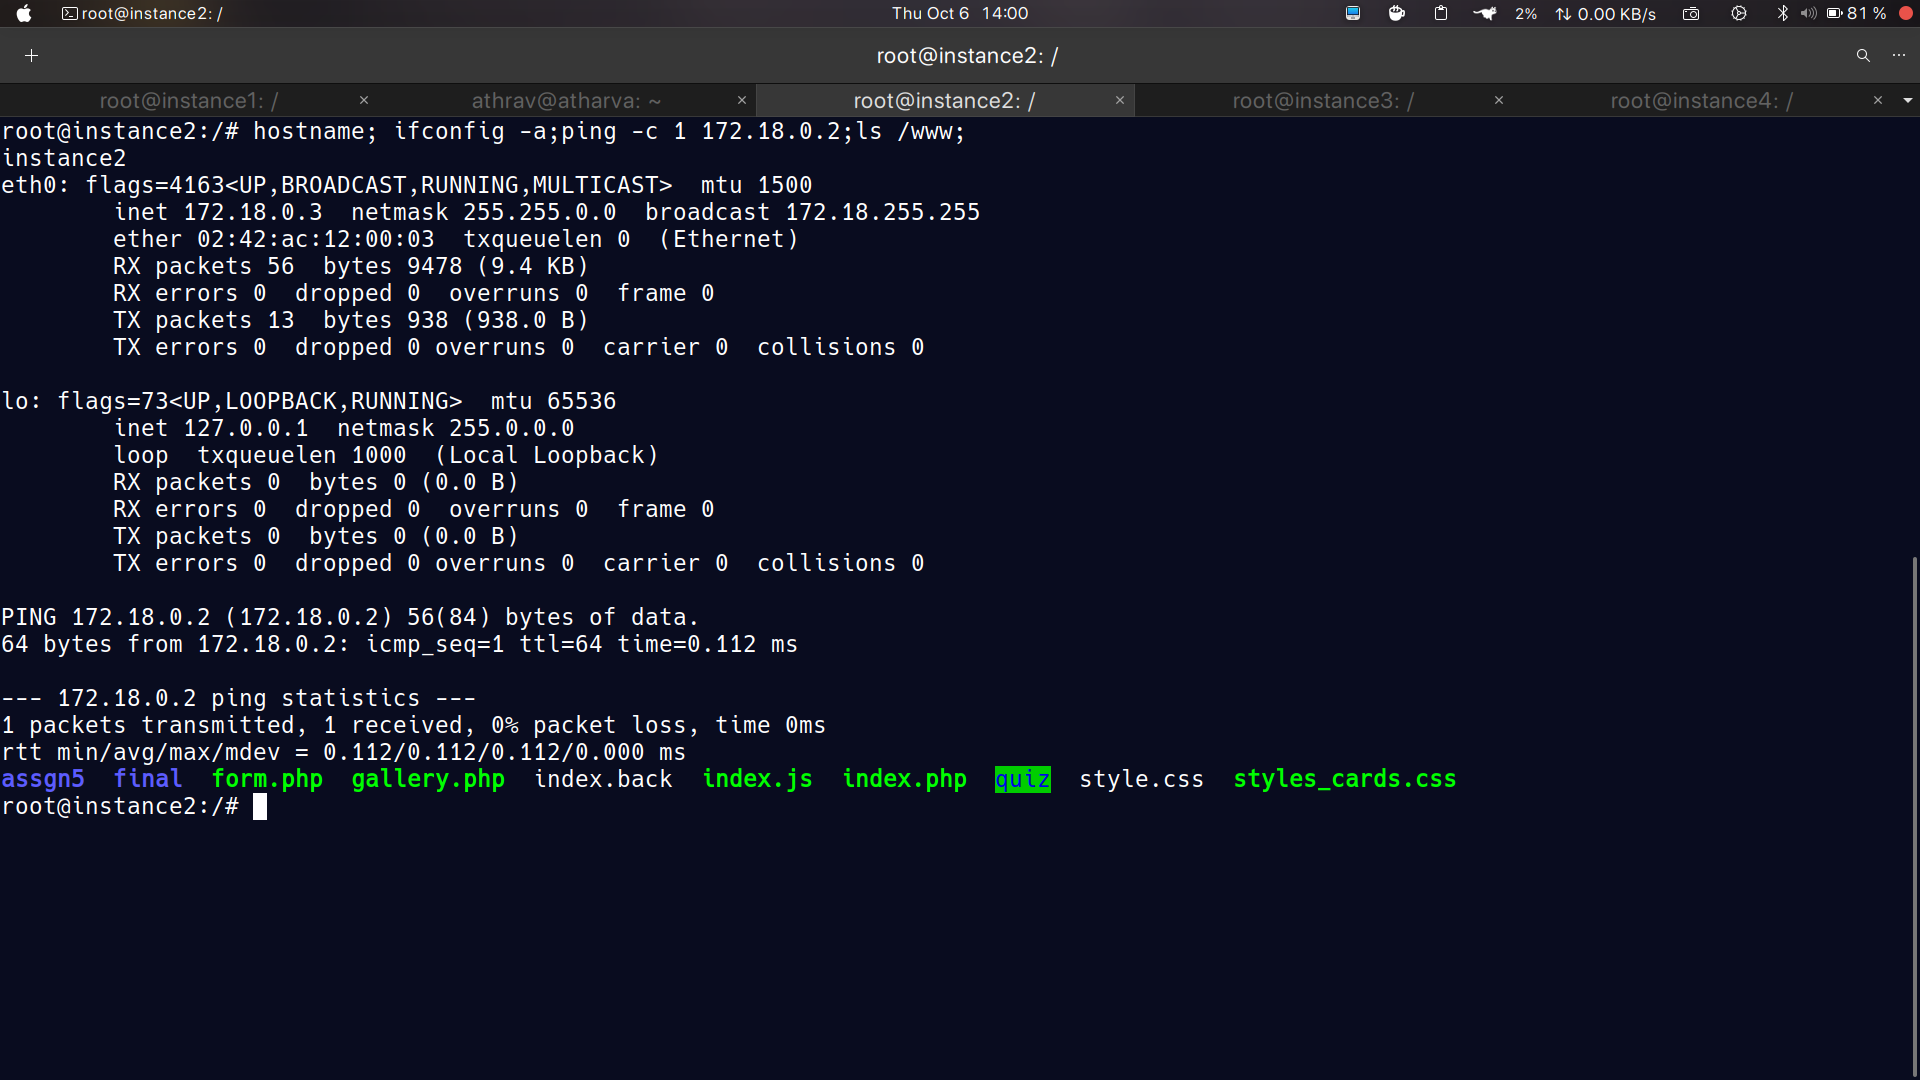 root@instance2: /
Thu Oct 6 14:00
2% ↑↓ 0.00 KB/s 81 %
+ root@instance2: / ...
root@instance1: / × athrav@atharva: ~ × root@instance2: / × root@instance3: / × root@instance4: / ×
root@instance2:/# hostname; ifconfig -a;ping -c 1 172.18.0.2;ls /www;
instance2
eth0: flags=4163<UP,BROADCAST,RUNNING,MULTICAST>  mtu 1500
        inet 172.18.0.3  netmask 255.255.0.0  broadcast 172.18.255.255
        ether 02:42:ac:12:00:03  txqueuelen 0  (Ethernet)
        RX packets 56  bytes 9478 (9.4 KB)
        RX errors 0  dropped 0  overruns 0  frame 0
        TX packets 13  bytes 938 (938.0 B)
        TX errors 0  dropped 0 overruns 0  carrier 0  collisions 0

lo: flags=73<UP,LOOPBACK,RUNNING>  mtu 65536
        inet 127.0.0.1  netmask 255.0.0.0
        loop  txqueuelen 1000  (Local Loopback)
        RX packets 0  bytes 0 (0.0 B)
        RX errors 0  dropped 0  overruns 0  frame 0
        TX packets 0  bytes 0 (0.0 B)
        TX errors 0  dropped 0 overruns 0  carrier 0  collisions 0

PING 172.18.0.2 (172.18.0.2) 56(84) bytes of data.
64 bytes from 172.18.0.2: icmp_seq=1 ttl=64 time=0.112 ms

--- 172.18.0.2 ping statistics ---
1 packets transmitted, 1 received, 0% packet loss, time 0ms
rtt min/avg/max/mdev = 0.112/0.112/0.112/0.000 ms
assgn5  final  form.php  gallery.php  index.back  index.js  index.php  quiz  style.css  styles_cards.css
root@instance2:/#